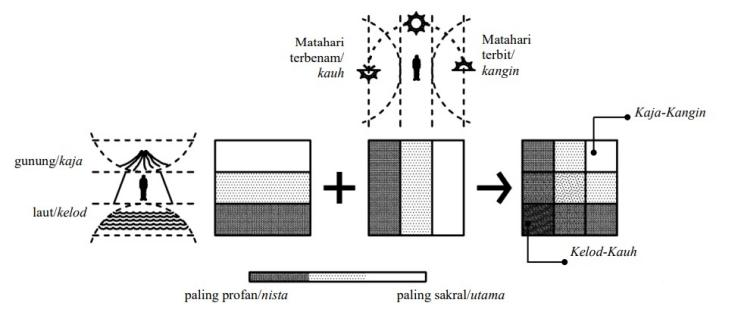 Matahari
terbenam/
kauh
Matahari
terbit/
kangin
Kaja-Kangin
gunung/kaja
laut/kelod
Kelod-Kauh
paling profan/nista
paling sakral/utama